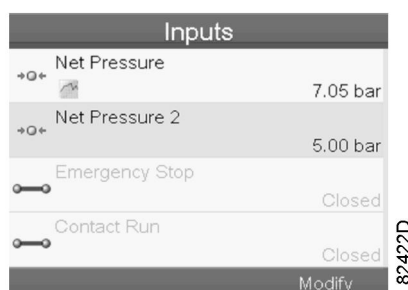 Inputs
Net Pressure
7.05 bar
Net Pressure 2
5.00 bar
Emergency Stop
Closed
Contact Run
Closed
Modify
82422D